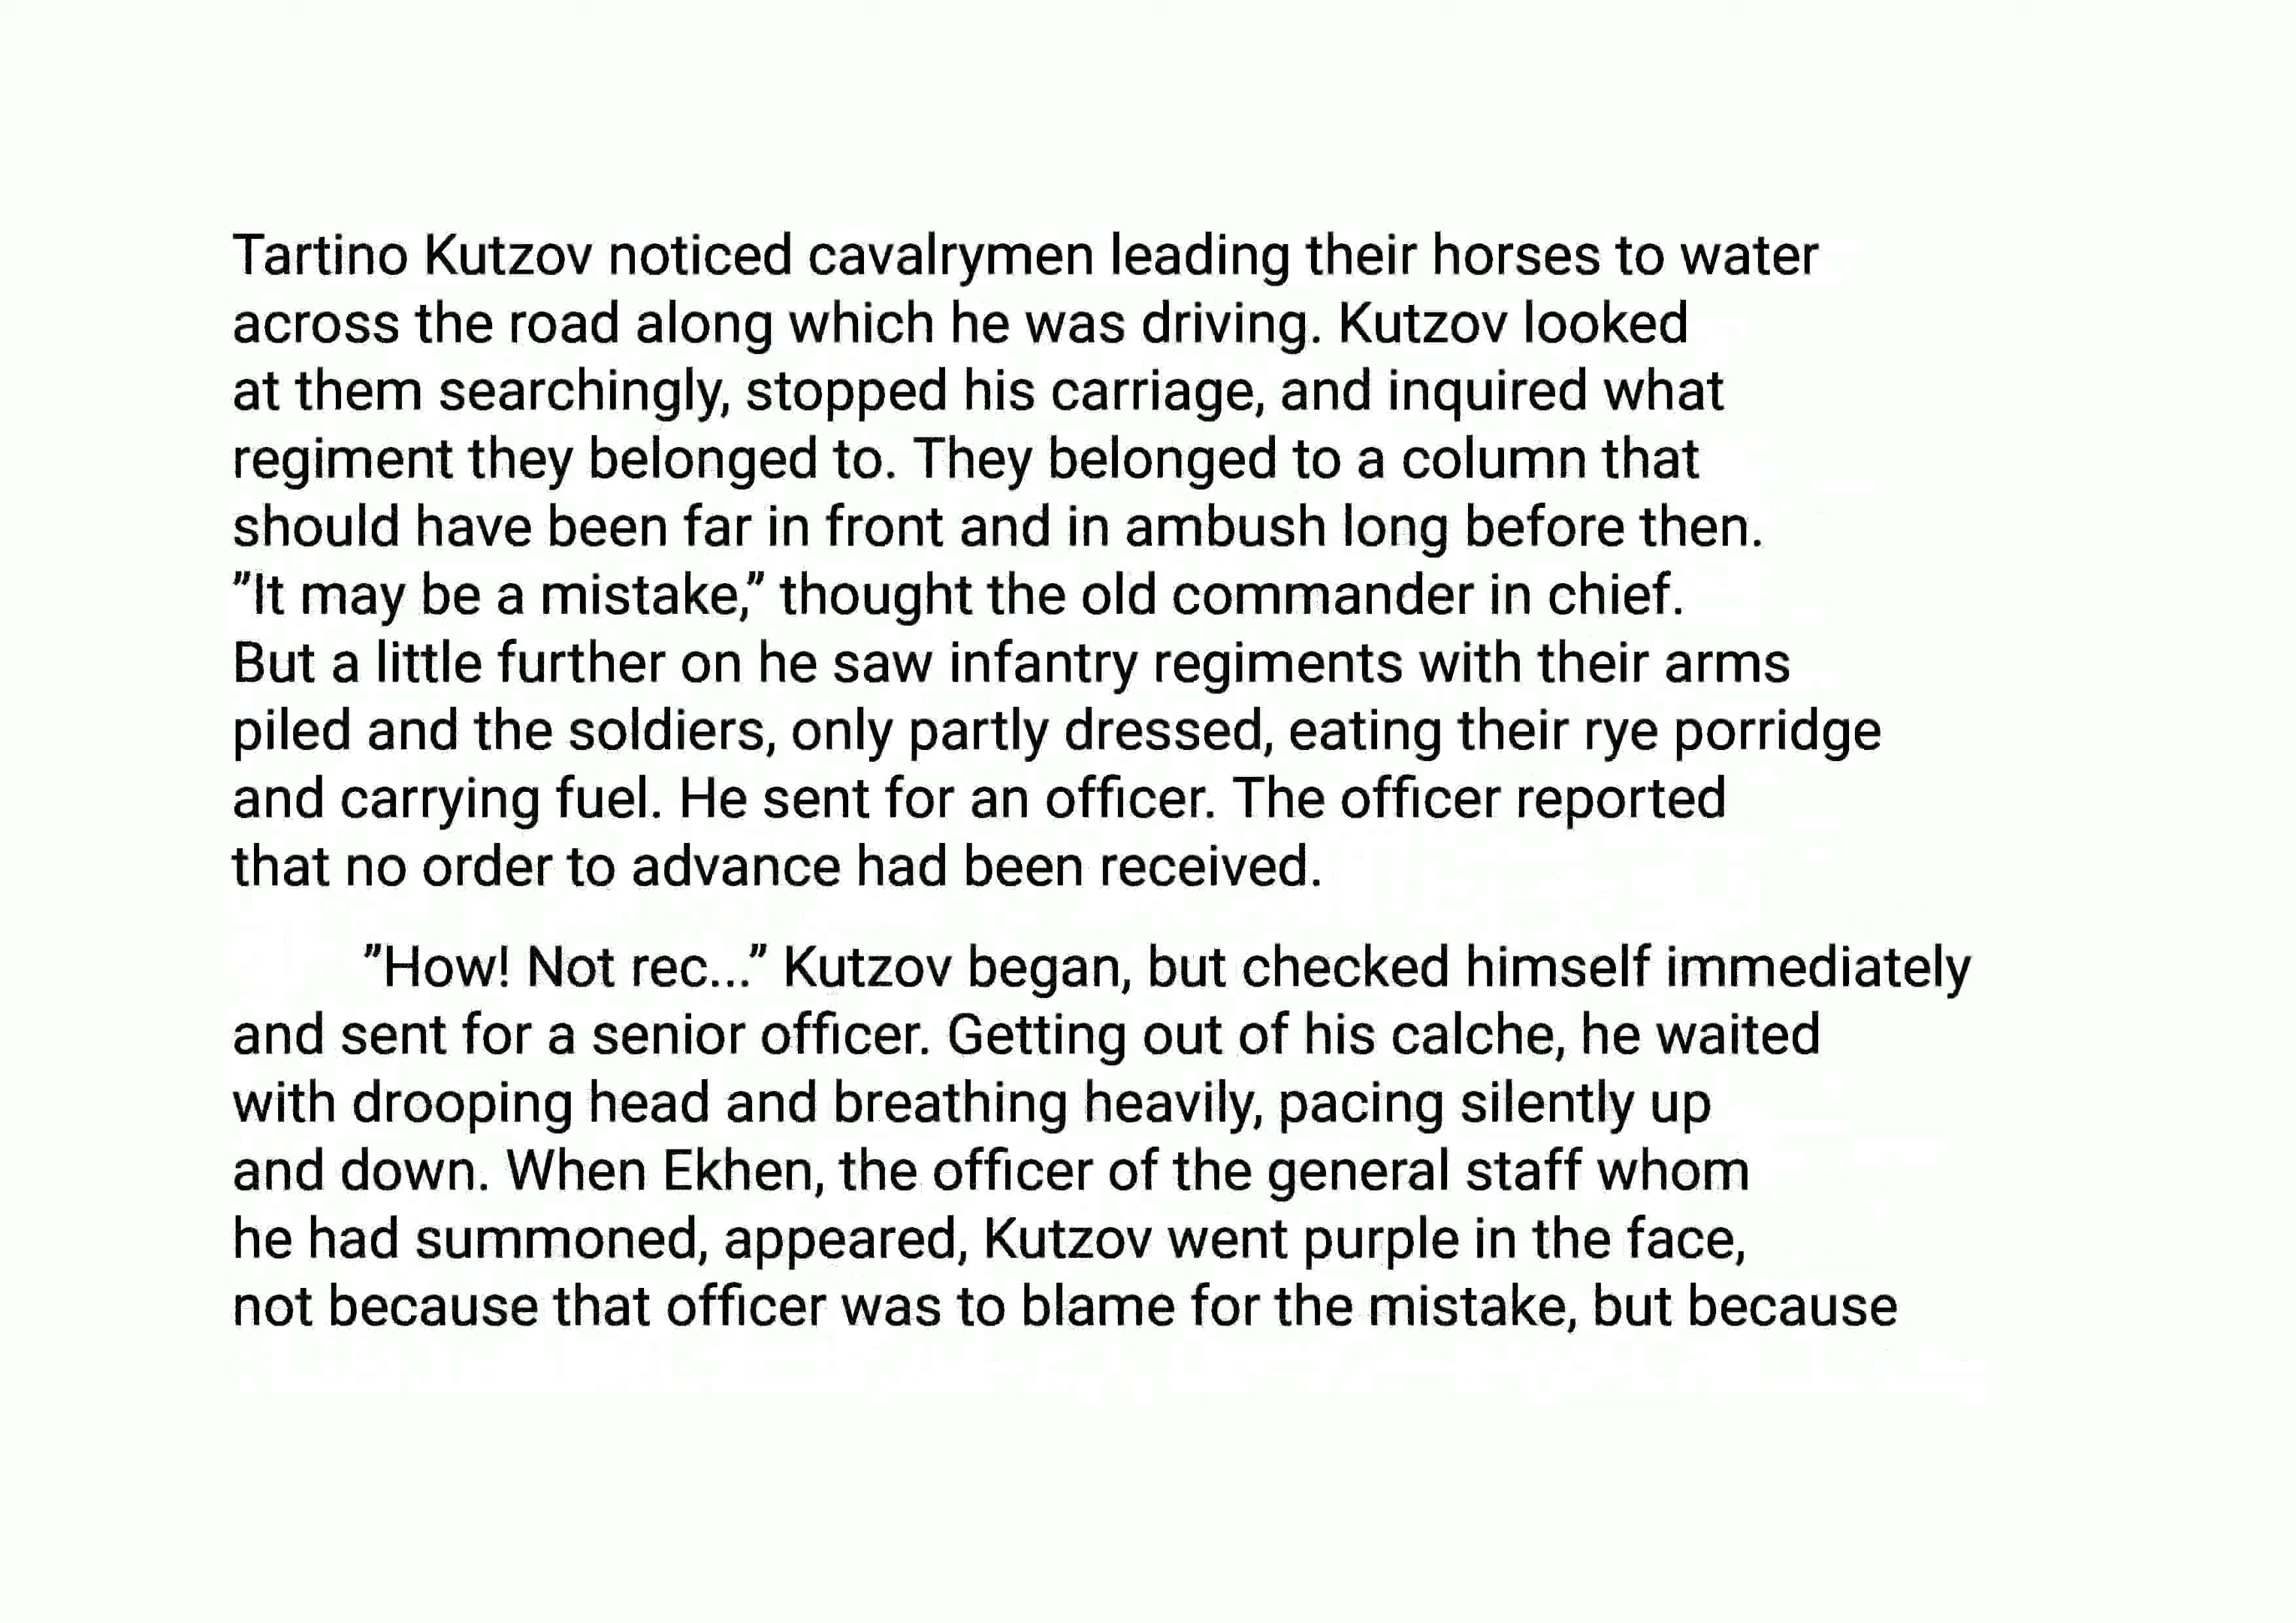 Tartino Kutzov noticed cavalrymen leading their horses to water
across the road along which he was driving. Kutzov looked
at them searchingly, stopped his carriage, and inquired what
regiment they belonged to. They belonged to a column that
should have been far in front and in ambush long before then.
”It may be a mistake,” thought the old commander in chief.
But a little further on he saw infantry regiments with their arms
piled and the soldiers, only partly dressed, eating their rye porridge
and carrying fuel. He sent for an officer. The officer reported
that no order to advance had been received.
”How! Not rec...” Kutzov began, but checked himself immediately
and sent for a senior officer. Getting out of his calche, he waited
with drooping head and breathing heavily, pacing silently up
and down. When Ekhen, the officer of the general staff whom
he had summoned, appeared, Kutzov went purple in the face,
not because that officer was to blame for the mistake, but because